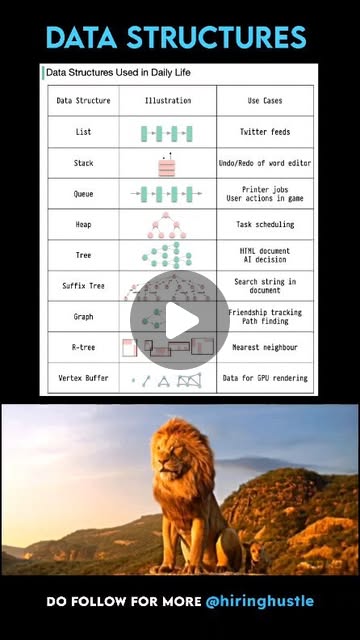 DATA STRUCTURES
Data Structures Used in Daily Life
Data Structure Illustration Use Cases
List Twitter feeds
Stack Undo/Redo of word editor
Queue Printer jobs
User actions in game
Heap Task scheduling
Tree HTML document
AI decision
Suffix Tree Search string in
document
Graph Friendship tracking
Path finding
R-tree Nearest neighbour
Vertex Buffer Data for GPU rendering
DO FOLLOW FOR MORE @hiringhustle